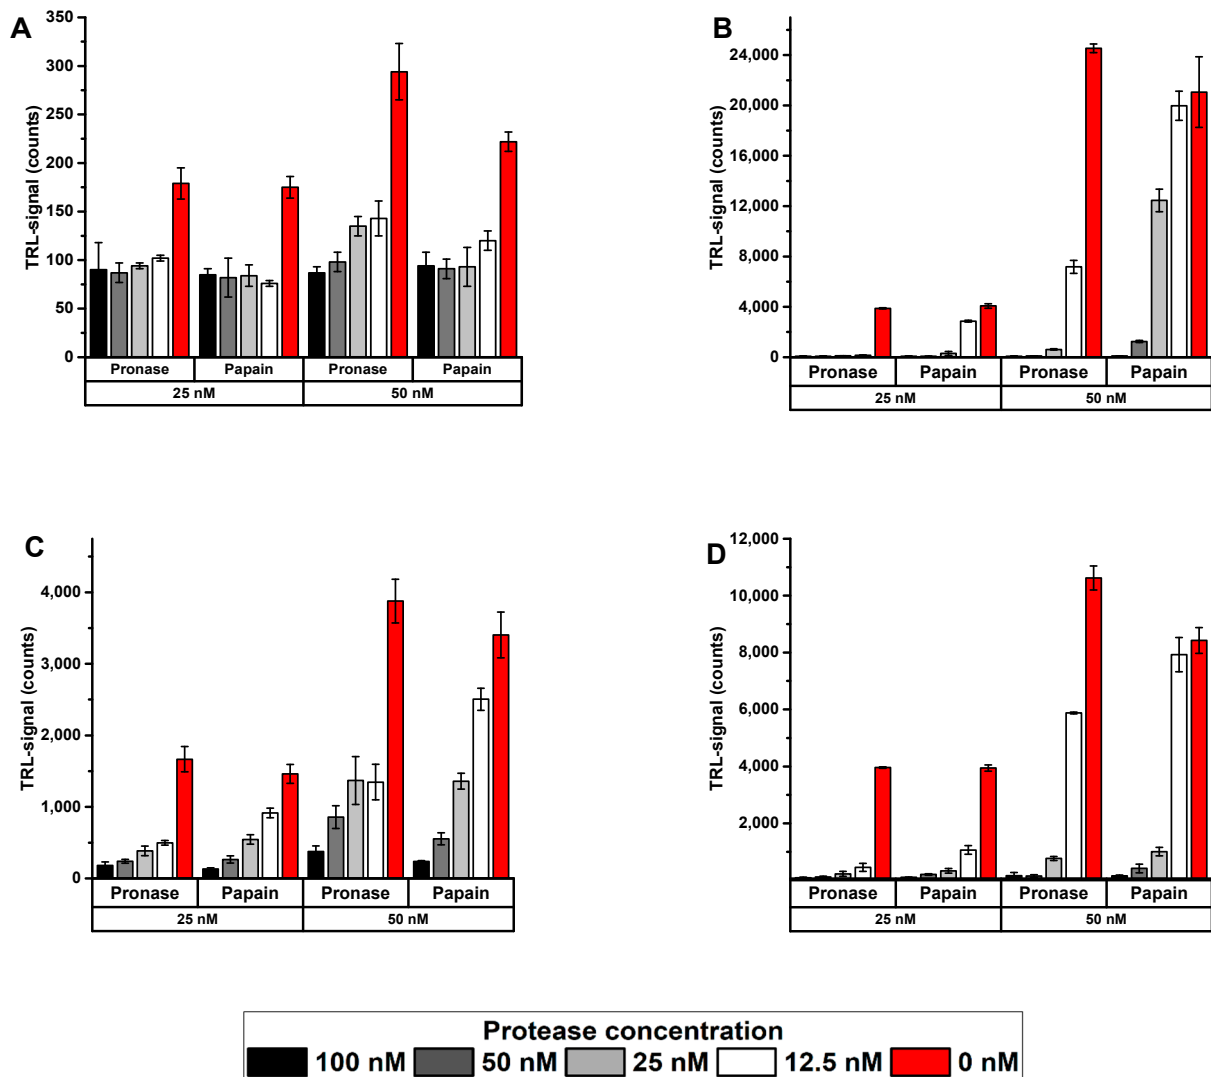 A
TRL-signal (counts)
350
300
250
200
150
100
50
0
Pronase Papain Pronase Papain
25 nM 50 nM
B
TRL-signal (counts)
24,000
20,000
16,000
12,000
8,000
4,000
0
Pronase Papain Pronase Papain
25 nM 50 nM
C
TRL-signal (counts)
4,000
3,000
2,000
1,000
0
Pronase Papain Pronase Papain
25 nM 50 nM
D
TRL-signal (counts)
12,000
10,000
8,000
6,000
4,000
2,000
Pronase Papain Pronase Papain
25 nM 50 nM
Protease concentration
100 nM 50 nM 25 nM 12.5 nM 0 nM